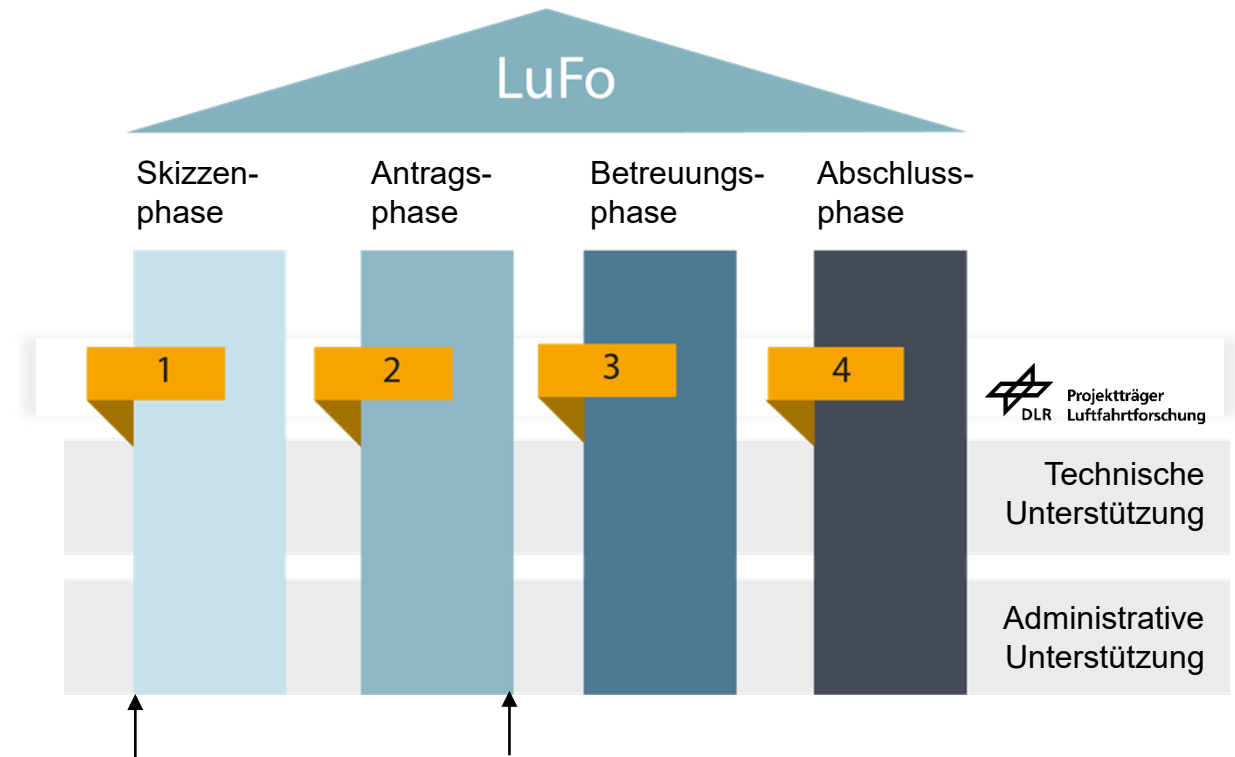 LuFo
Skizzen-
phase
Antrags-
phase
Betreuungs-
phase
Abschluss-
phase
1
2
3
4
DLR
Projektträger
Luftfahrtforschung
Technische
Unterstützung
Administrative
Unterstützung